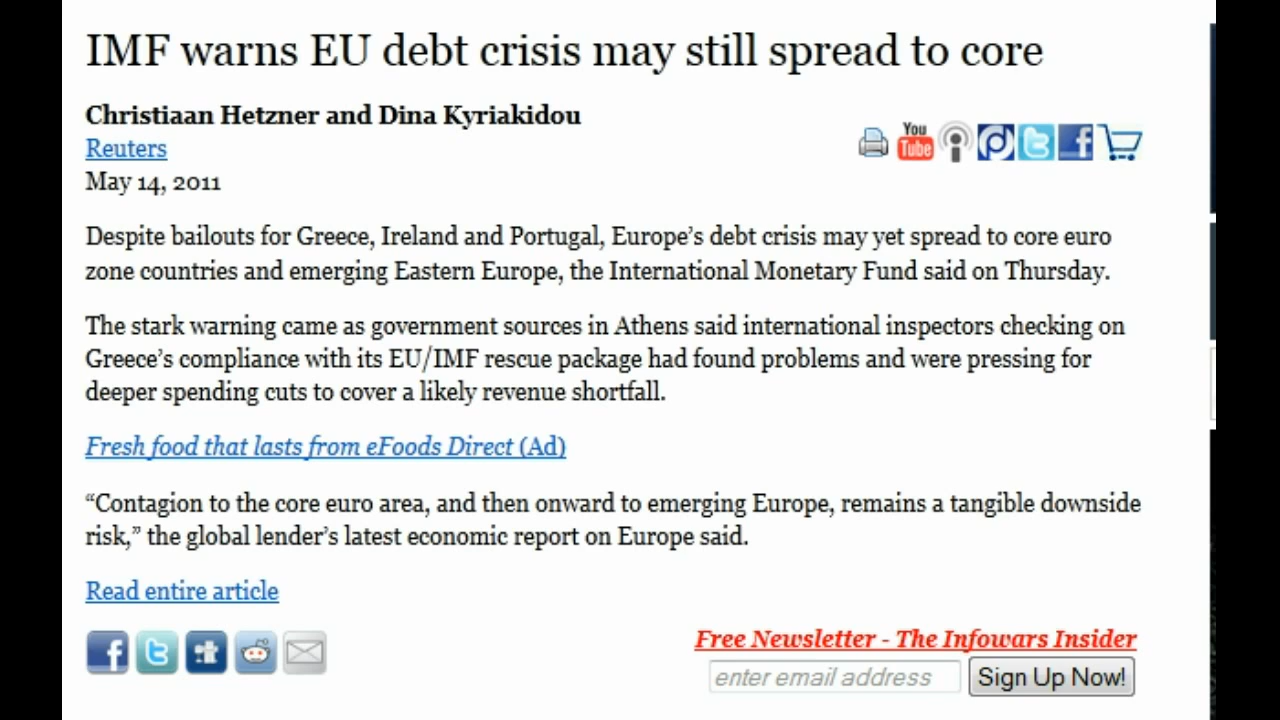 IMF warns EU debt crisis may still spread to core
Christiaan Hetzner and Dina Kyriakidou
Reuters
May 14, 2011
You
Tube
Despite bailouts for Greece, Ireland and Portugal, Europe’s debt crisis may yet spread to core euro
zone countries and emerging Eastern Europe, the International Monetary Fund said on Thursday.
The stark warning came as government sources in Athens said international inspectors checking on
Greece’s compliance with its EU/IMF rescue package had found problems and were pressing for
deeper spending cuts to cover a likely revenue shortfall.
Fresh food that lasts from eFoods Direct (Ad)
“Contagion to the core euro area, and then onward to emerging Europe, remains a tangible downside
risk,” the global lender’s latest economic report on Europe said.
Read entire article
Free Newsletter - The Infowars Insider
enter email address
Sign Up Now!